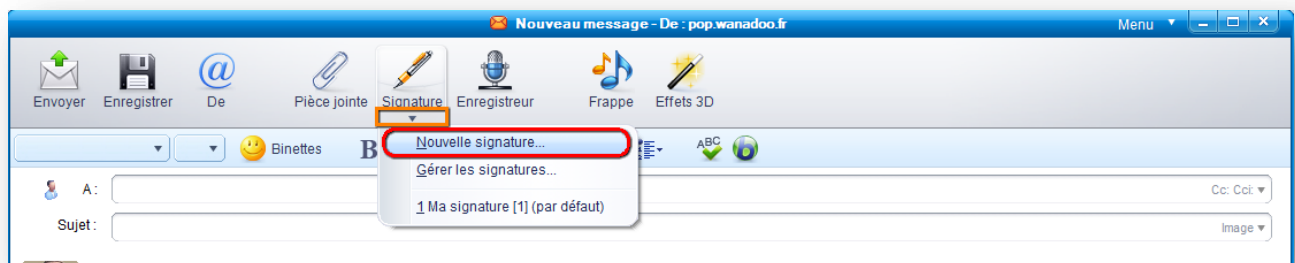 Nouveau message - De : pop.wanadoo.fr
Menu
Envoyer Enregistrer De Pièce jointe Signature Enregistreur Frappe Effets 3D
Binettes B ABC b
Nouvelle signature...
Gérer les signatures...
A : Cc: Cci:
1 Ma signature [1] (par défaut)
Sujet : Image